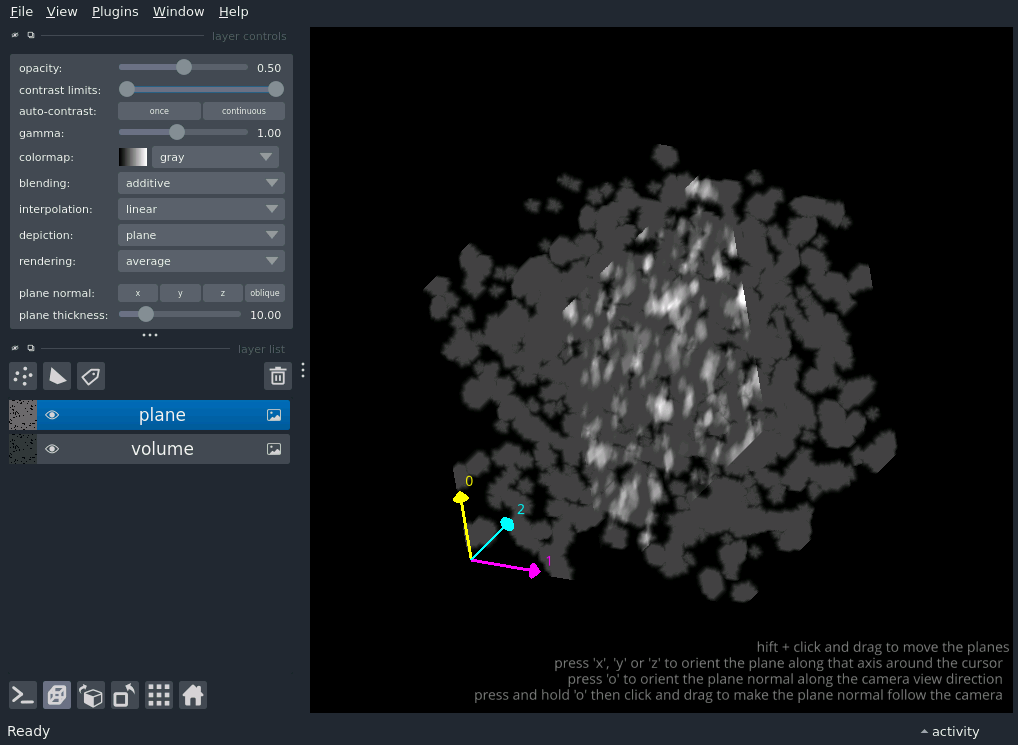 File View Plugins Window Help
layer controls
opacity: 0.50
contrast limits:
auto-contrast: once continuous
gamma: 1.00
colormap: gray
blending: additive
interpolation: linear
depiction: plane
rendering: average
plane normal: x y z oblique
plane thickness: 10.00
layer list
plane
volume
0
2
1
hift + click and drag to move the planes
press 'x', 'y' or 'z' to orient the plane along that axis around the cursor
press 'o' to orient the plane normal along the camera view direction
press and hold 'o' then click and drag to make the plane normal follow the camera
Ready activity